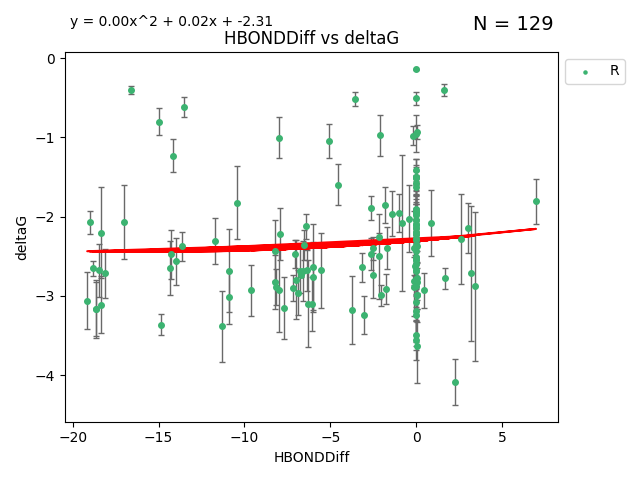 y = 0.00x^2 + 0.02x + -2.31
N = 129
HBONDDiff vs deltaG
R
deltaG
0
−1
−2
−3
−4
−20
−15
−10
−5
0
5
HBONDDiff